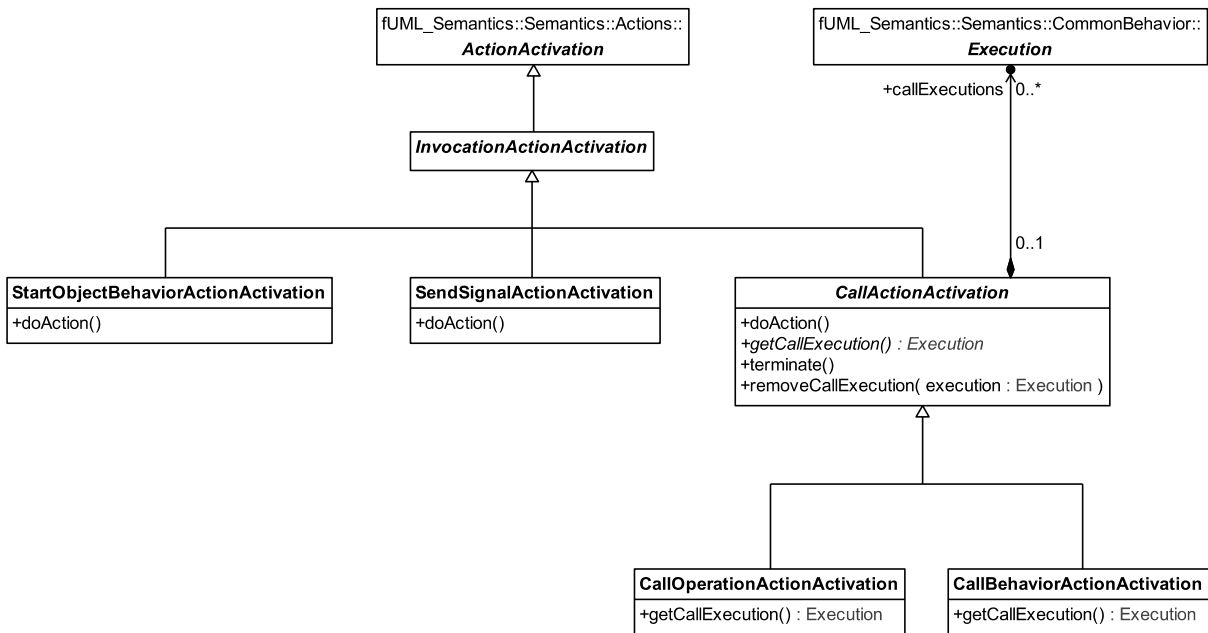 fUML_Semantics::Semantics::Actions::
ActionActivation
fUML_Semantics::Semantics::CommonBehavior::
Execution
+callExecutions 0..*
InvocationActionActivation
0..1
StartObjectBehaviorActionActivation
+doAction()
SendSignalActionActivation
+doAction()
CallActionActivation
+doAction()
+getCallExecution() : Execution
+terminate()
+removeCallExecution( execution : Execution )
CallOperationActionActivation
+getCallExecution() : Execution
CallBehaviorActionActivation
+getCallExecution() : Execution